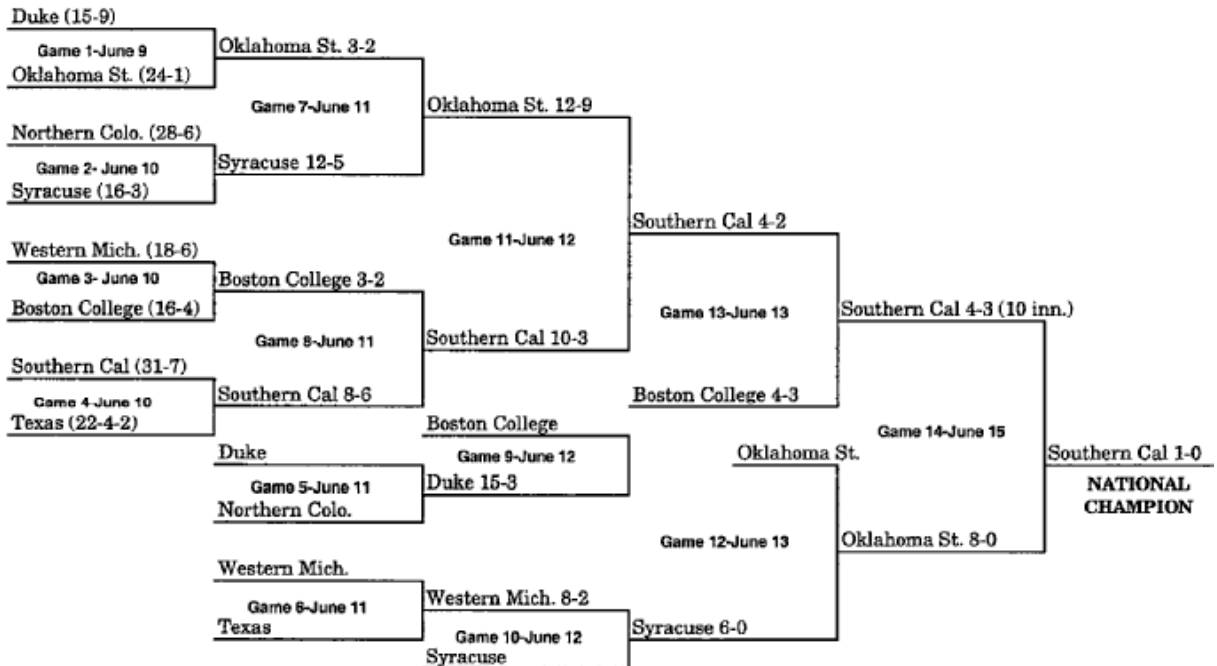 Duke (15-9)
Game 1-June 9
Oklahoma St. (24-1)
Oklahoma St. 3-2
Game 7-June 11
Northern Colo. (28-6)
Game 2- June 10
Syracuse (16-3)
Syracuse 12-5
Oklahoma St. 12-9
Game 11-June 12
Western Mich. (18-6)
Game 3- June 10
Boston College (16-4)
Boston College 3-2
Game 8-June 11
Southern Cal (31-7)
Game 4-June 10
Texas (22-4-2)
Southern Cal 8-6
Southern Cal 10-3
Southern Cal 4-2
Game 13-June 13
Boston College 4-3
Southern Cal 4-3 (10 inn.)
Boston College
Game 9-June 12
Duke
Game 5-June 11
Northern Colo.
Duke 15-3
Game 14-June 15
Oklahoma St.
Game 12-June 13
Western Mich.
Game 6-June 11
Texas
Western Mich. 8-2
Game 10-June 12
Syracuse
Syracuse 6-0
Oklahoma St. 8-0
Southern Cal 1-0
NATIONAL
CHAMPION